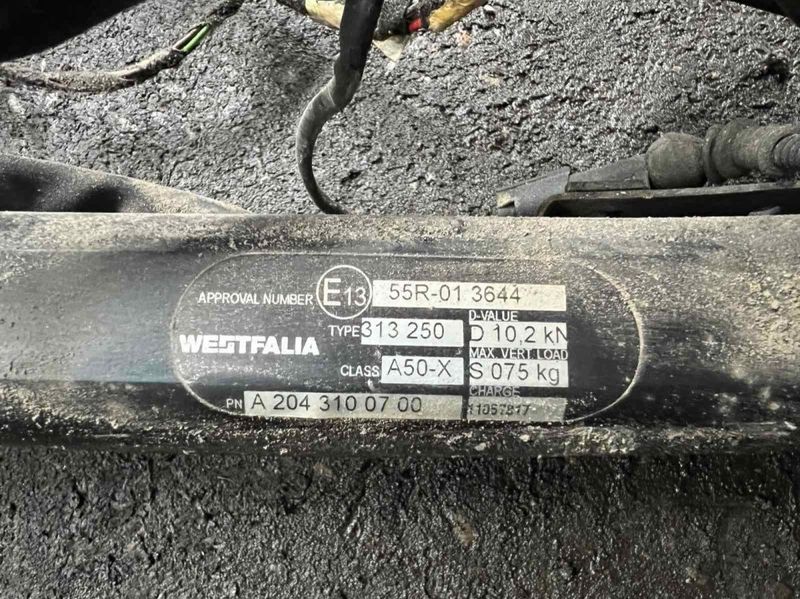 APPROVAL NUMBER E13 55R-01 3644
D-VALUE
TYPE 313 250 D 10,2 kN
WESTFALIA
MAX. VERT. LOAD
CLASS A50-X S 075 kg
CHARGE
PN A 204 310 07 00